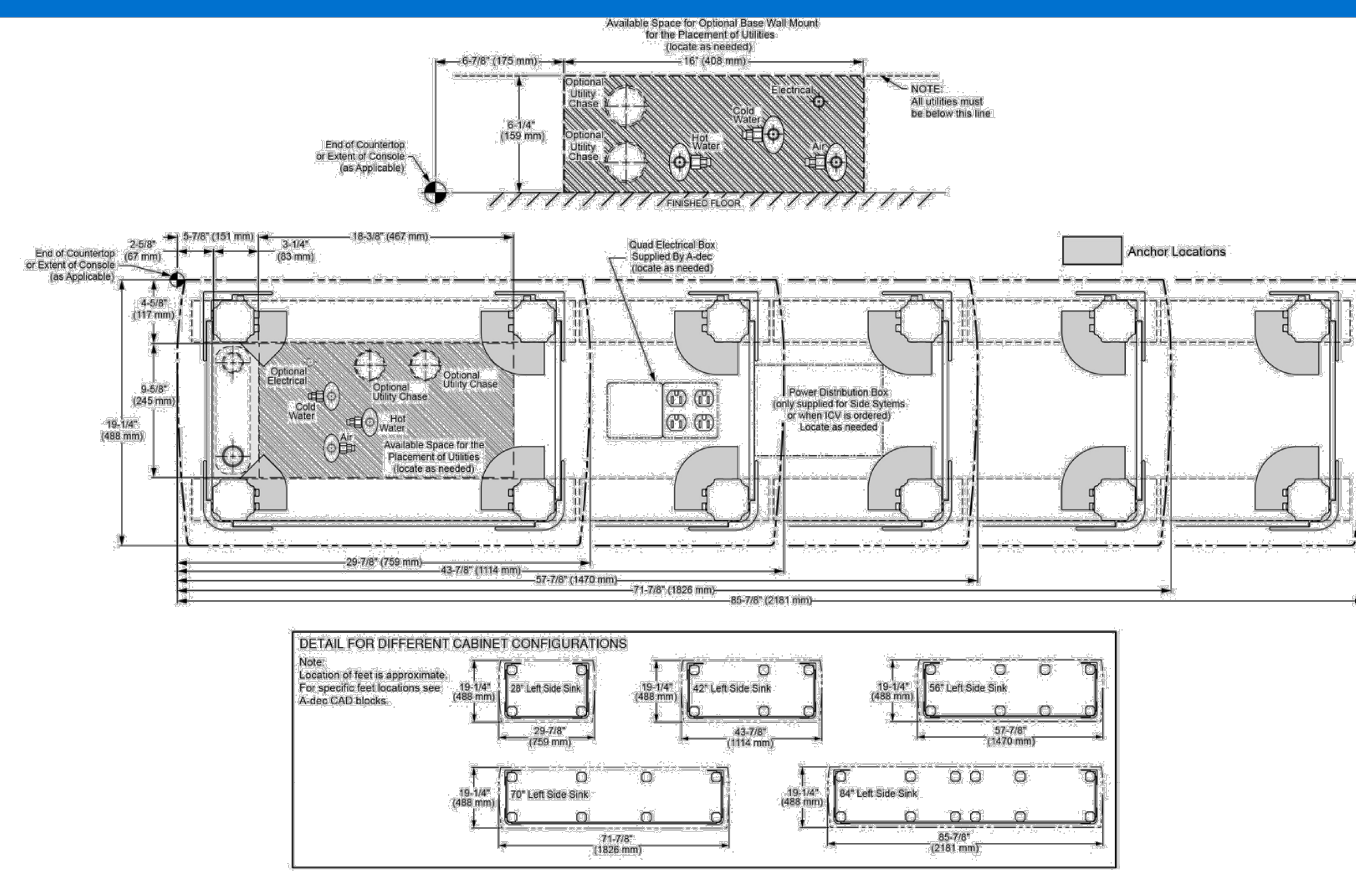 Available Space for Optional Base Wall Mount
for the Placement of Utilities
(locate as needed)
6-7/8" (175 mm)
16" (408 mm)
Optional
Utility
Chase
Electrical
NOTE:
All utilities must
be below this line
Cold
Water
6-1/4"
(159 mm)
Optional
Utility
Chase
Hot
Water
Air
End of Countertop
or Extent of Console
(as Applicable)
FINISHED FLOOR
5-7/8" (151 mm)
18-3/8" (467 mm)
2-5/8"
(67 mm)
3-1/4"
(83 mm)
End of Countertop
or Extent of Console
(as Applicable)
Quad Electrical Box
Supplied By A-dec
(locate as needed)
Anchor Locations
4-5/8"
(117 mm)
9-5/8"
(245 mm)
19-1/4"
(488 mm)
Optional
Electrical
Optional
Utility Chase
Optional
Utility Chase
Cold
Water
Hot
Water
Air
Available Space for the
Placement of Utilities
(locate as needed)
Power Distribution Box
(only supplied for Side Sytems
or when ICV is ordered)
Locate as needed
29-7/8" (759 mm)
43-7/8" (1114 mm)
57-7/8" (1470 mm)
71-7/8" (1826 mm)
85-7/8" (2181 mm)
DETAIL FOR DIFFERENT CABINET CONFIGURATIONS
Note:
Location of feet is approximate.
For specific feet locations see
A-dec CAD blocks.
19-1/4"
(488 mm)
28" Left Side Sink
29-7/8"
(759 mm)
19-1/4"
(488 mm)
42" Left Side Sink
43-7/8"
(1114 mm)
19-1/4"
(488 mm)
56" Left Side Sink
57-7/8"
(1470 mm)
19-1/4"
(488 mm)
70" Left Side Sink
71-7/8"
(1826 mm)
19-1/4"
(488 mm)
84" Left Side Sink
85-7/8"
(2181 mm)